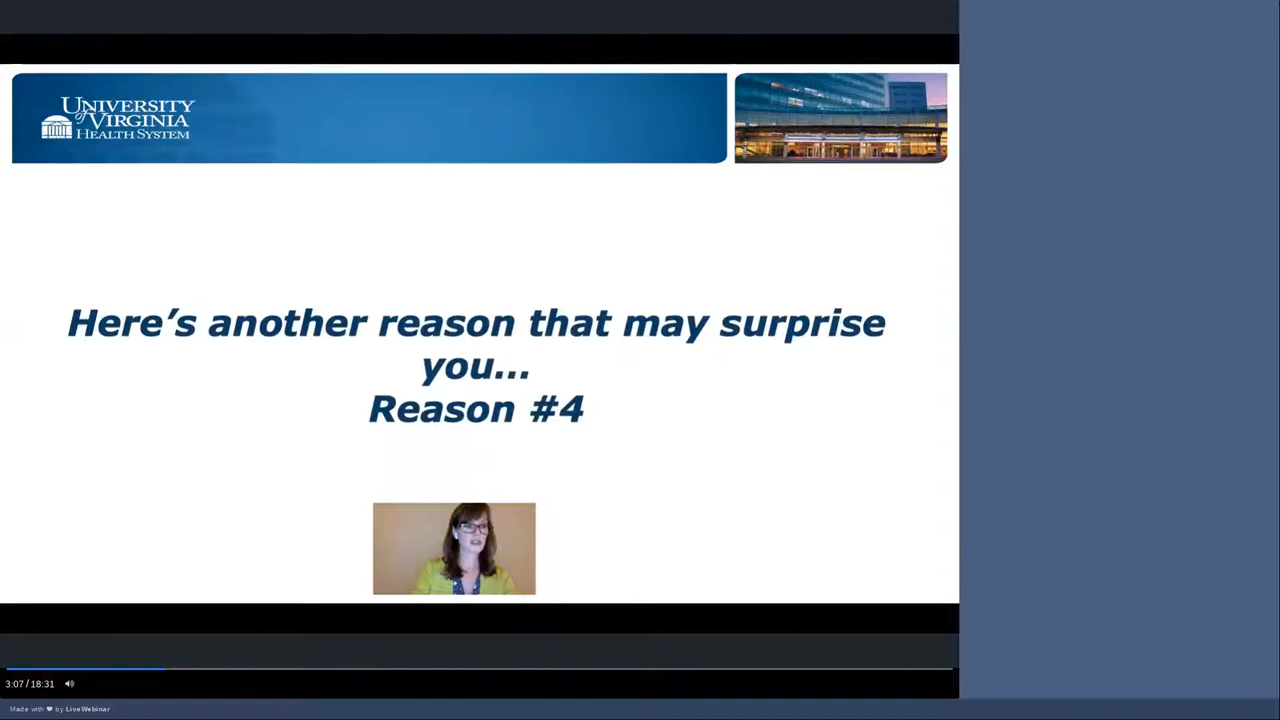 UNIVERSITY
of VIRGINIA
HEALTH SYSTEM
Here’s another reason that may surprise
you...
Reason #4
3:07 / 18:31
Made with ❤ by LiveWebinar